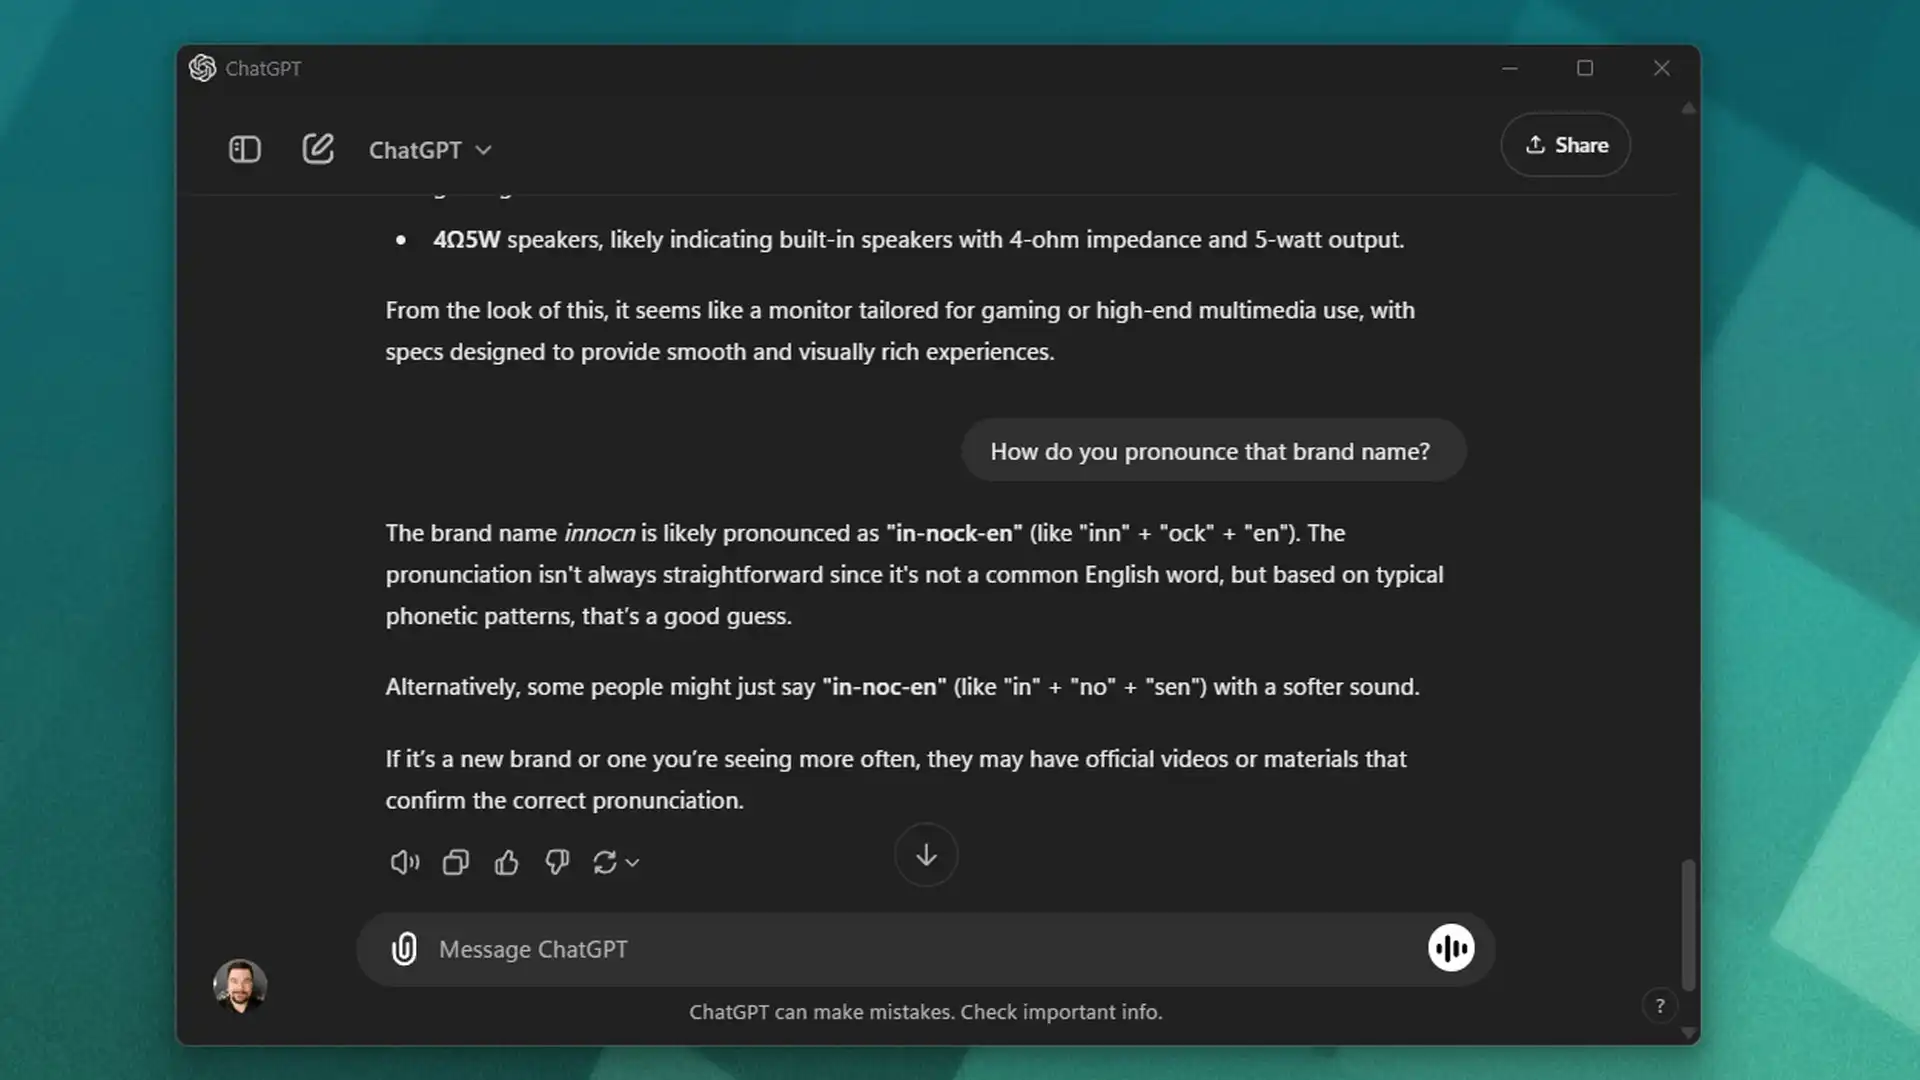 ChatGPT
ChatGPT
Share
4Ω5W speakers, likely indicating built-in speakers with 4-ohm impedance and 5-watt output.
From the look of this, it seems like a monitor tailored for gaming or high-end multimedia use, with
specs designed to provide smooth and visually rich experiences.
How do you pronounce that brand name?
The brand name innocn is likely pronounced as "in-nock-en" (like "inn" + "ock" + "en"). The
pronunciation isn't always straightforward since it's not a common English word, but based on typical
phonetic patterns, that’s a good guess.
Alternatively, some people might just say "in-noc-en" (like "in" + "no" + "sen") with a softer sound.
If it’s a new brand or one you’re seeing more often, they may have official videos or materials that
confirm the correct pronunciation.
Message ChatGPT
ChatGPT can make mistakes. Check important info.
?